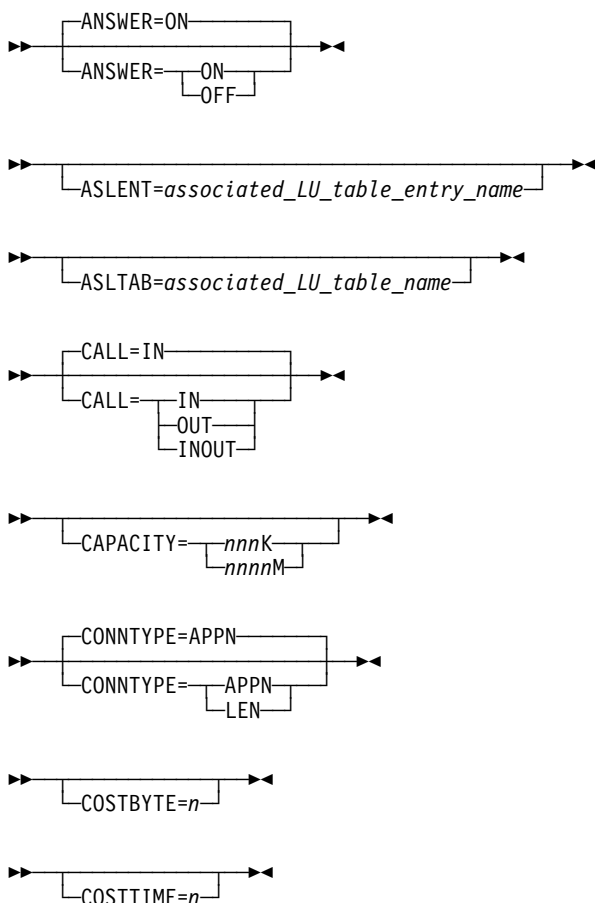 ANSWER=ON
ANSWER= ON
OFF
ASLENT=associated_LU_table_entry_name
ASLTAB=associated_LU_table_name
CALL=IN
CALL= IN
OUT
INOUT
CAPACITY= nnnK
nnnnM
CONNTYPE=APPN
CONNTYPE= APPN
LEN
COSTBYTE=n
COSTTIME=n